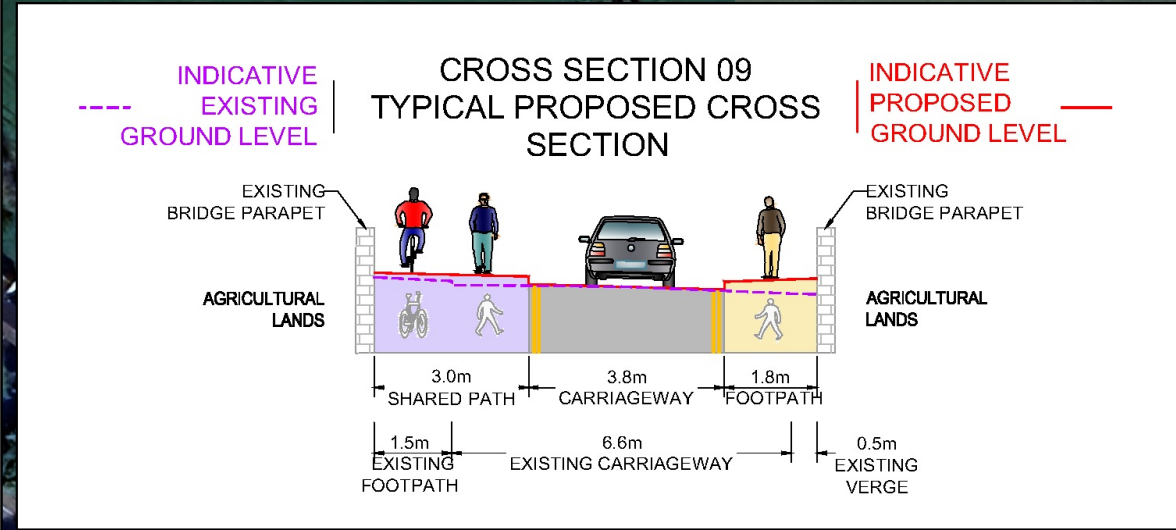 INDICATIVE
EXISTING
GROUND LEVEL
CROSS SECTION 09
TYPICAL PROPOSED CROSS
SECTION
INDICATIVE
PROPOSED
GROUND LEVEL
EXISTING
BRIDGE PARAPET
EXISTING
BRIDGE PARAPET
AGRICULTURAL
LANDS
AGRICULTURAL
LANDS
3.0m
SHARED PATH
3.8m
CARRIAGEWAY
1.8m
FOOTPATH
1.5m
EXISTING
FOOTPATH
6.6m
EXISTING CARRIAGEWAY
0.5m
EXISTING
VERGE